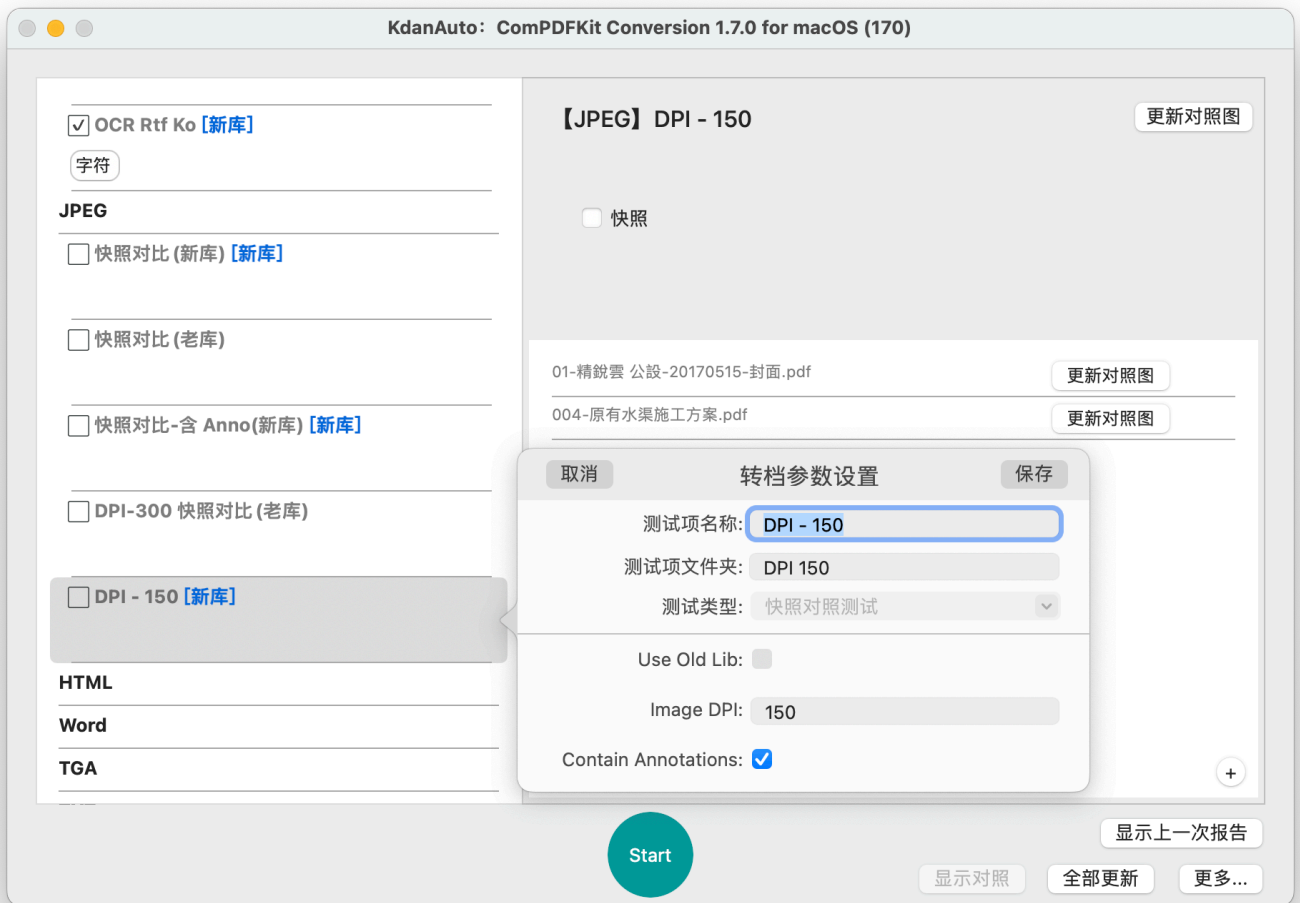 KdanAuto：ComPDFKit Conversion 1.7.0 for macOS (170)
OCR Rtf Ko [新库]
字符
JPEG
快照对比(新库) [新库]
快照对比(老库)
快照对比-含 Anno(新库) [新库]
DPI-300 快照对比(老库)
DPI - 150 [新库]
HTML
Word
TGA
【JPEG】DPI - 150
更新对照图
快照
01-精銳雲 公設-20170515-封面.pdf
更新对照图
004-原有水渠施工方案.pdf
更新对照图
取消
转档参数设置
保存
测试项名称: DPI - 150
测试项文件夹: DPI 150
测试类型: 快照对照测试
Use Old Lib:
Image DPI: 150
Contain Annotations:
+
Start
显示上一次报告
显示对照
全部更新
更多...